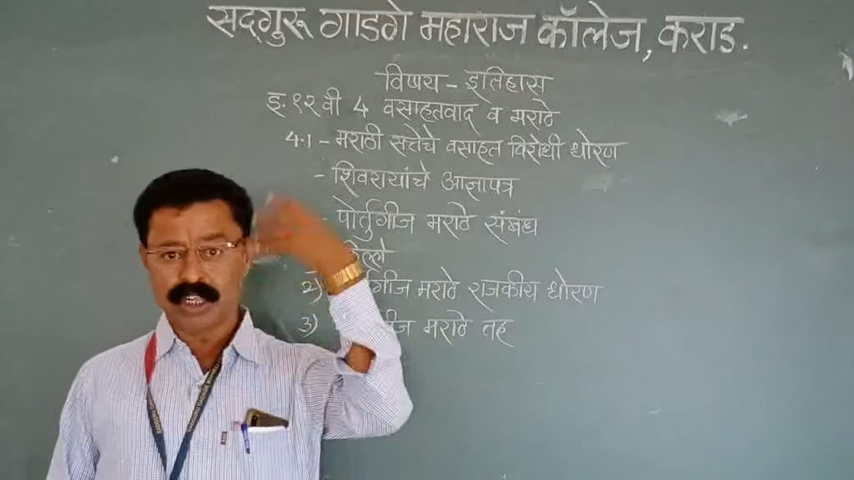 सद्‌गुरू गाडगे महाराज कॉलेज, कराड.
विषय - इतिहास
इ. १२ वी 4 वसाहतवाद व मराठे
4.1 - मराठी सत्तेचे वसाहत विरोधी धोरण
- शिवरायांचे आज्ञापत्र
पोर्तुगीज मराठे संबंध
2) मराठे राजकीय धोरण
3) मराठे तह